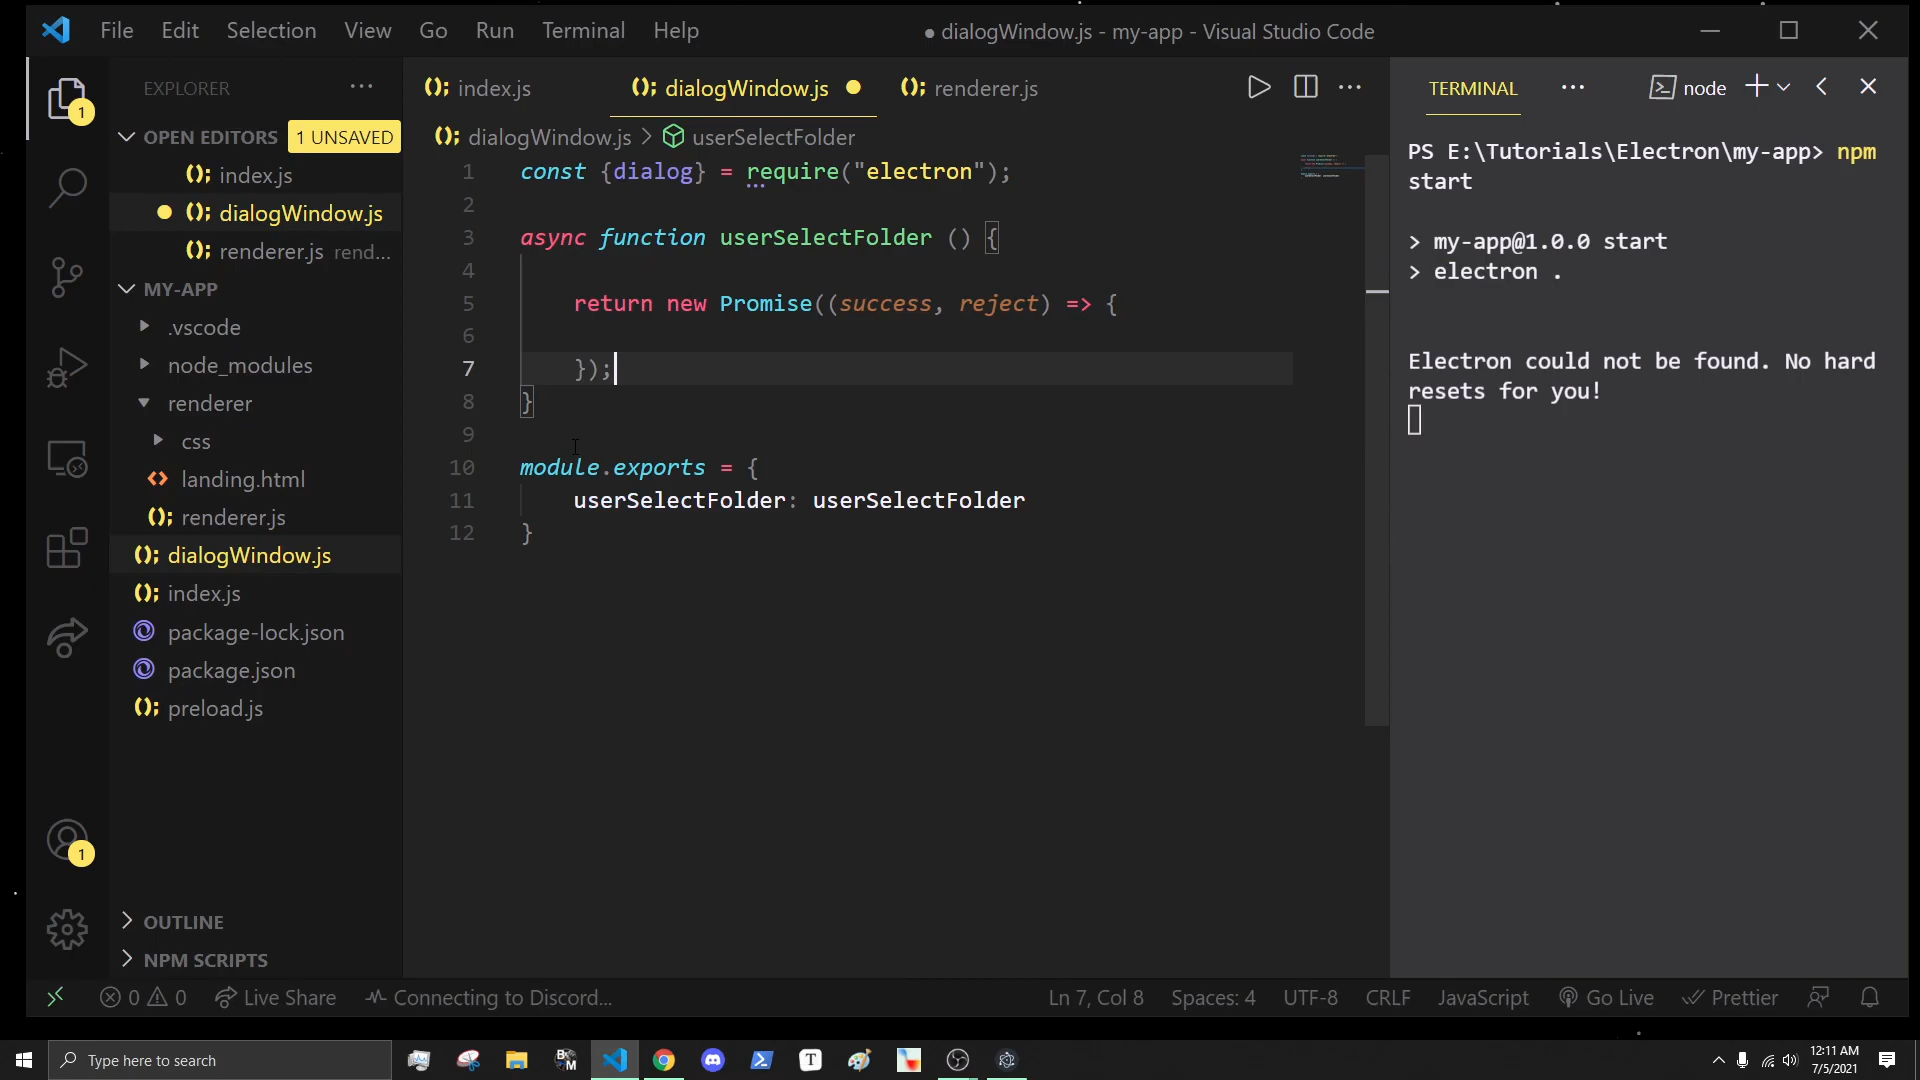 File Edit Selection View Go Run Terminal Help
● dialogWindow.js - my-app - Visual Studio Code
EXPLORER
OPEN EDITORS 1 UNSAVED
index.js
dialogWindow.js
renderer.js rend...
MY-APP
.vscode
node_modules
renderer
css
landing.html
renderer.js
dialogWindow.js
index.js
package-lock.json
package.json
preload.js
OUTLINE
NPM SCRIPTS
1
1
index.js dialogWindow.js renderer.js
dialogWindow.js > userSelectFolder
1 const {dialog} = require("electron");
2
3 async function userSelectFolder () {
4
5 return new Promise((success, reject) => {
6
7 });
8 }
9
10 module.exports = {
11 userSelectFolder: userSelectFolder
12 }
TERMINAL node
PS E:\Tutorials\Electron\my-app> npm
start
> my-app@1.0.0 start
> electron .
Electron could not be found. No hard
resets for you!
0 0 Live Share Connecting to Discord... Ln 7, Col 8 Spaces: 4 UTF-8 CRLF JavaScript Go Live Prettier
Type here to search
12:11 AM
7/5/2021